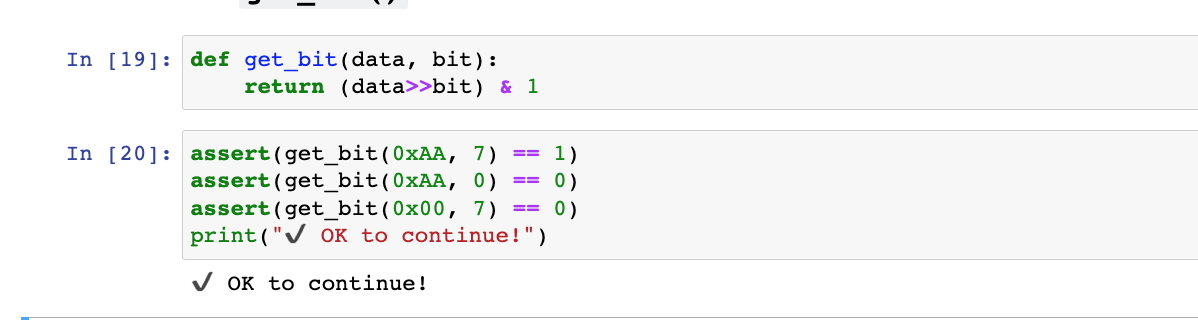 In [19]: def get_bit(data, bit):
    return (data>>bit) & 1
In [20]: assert(get_bit(0xAA, 7) == 1)
assert(get_bit(0xAA, 0) == 0)
assert(get_bit(0x00, 7) == 0)
print("✔ OK to continue!")
✔ OK to continue!